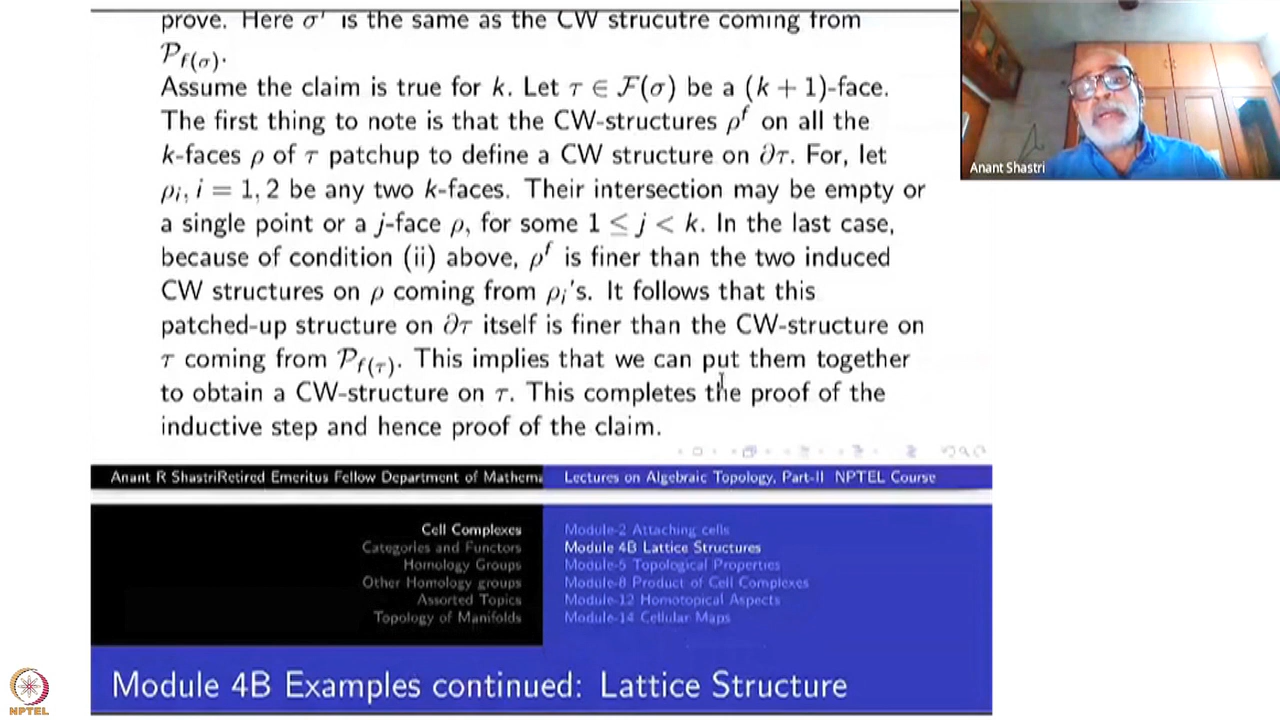 prove. Here σ^f is the same as the CW strucutre coming from
𝒫_{f(σ)}.
Assume the claim is true for k. Let τ ∈ ℱ(σ) be a (k + 1)-face.
The first thing to note is that the CW-structures ρ^f on all the
k-faces ρ of τ patchup to define a CW structure on ∂τ. For, let
ρ_i, i = 1, 2 be any two k-faces. Their intersection may be empty or
a single point or a j-face ρ, for some 1 ≤ j < k. In the last case,
because of condition (ii) above, ρ^f is finer than the two induced
CW structures on ρ coming from ρ_i's. It follows that this
patched-up structure on ∂τ itself is finer than the CW-structure on
τ coming from 𝒫_{f(τ)}. This implies that we can put them together
to obtain a CW-structure on τ. This completes the proof of the
inductive step and hence proof of the claim.
Anant Shastri
Anant R ShastriRetired Emeritus Fellow Department of Mathema
Lectures on Algebraic Topology, Part-II NPTEL Course
Cell Complexes
Categories and Functors
Homology Groups
Other Homology groups
Assorted Topics
Topology of Manifolds
Module-2 Attaching cells
Module 4B Lattice Structures
Module-5 Topological Properties
Module-8 Product of Cell Complexes
Module-12 Homotopical Aspects
Module-14 Cellular Maps
Module 4B Examples continued: Lattice Structure
NPTEL